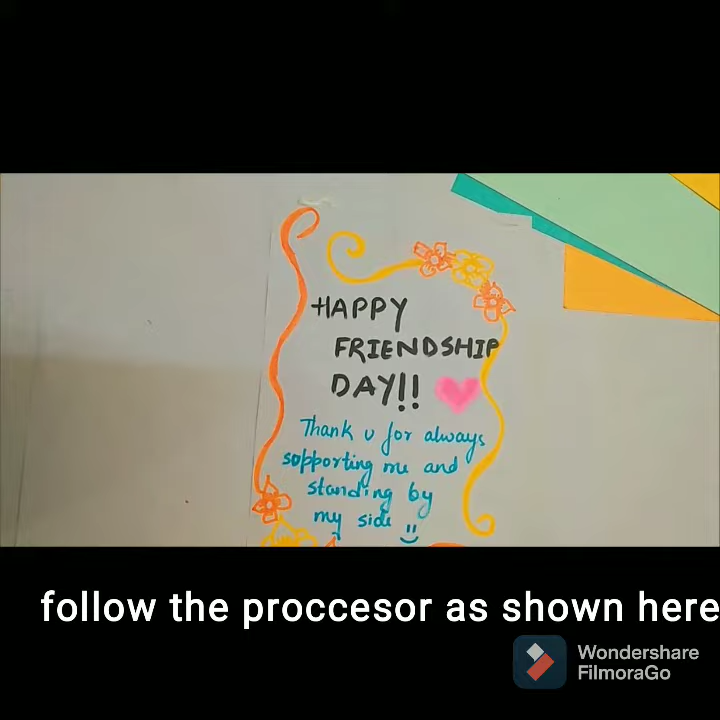 HAPPY
FRIENDSHIP
DAY!!
Thank u for always
supporting me and
standing by
my side
follow the proccesor as shown here
Wondershare
FilmoraGo